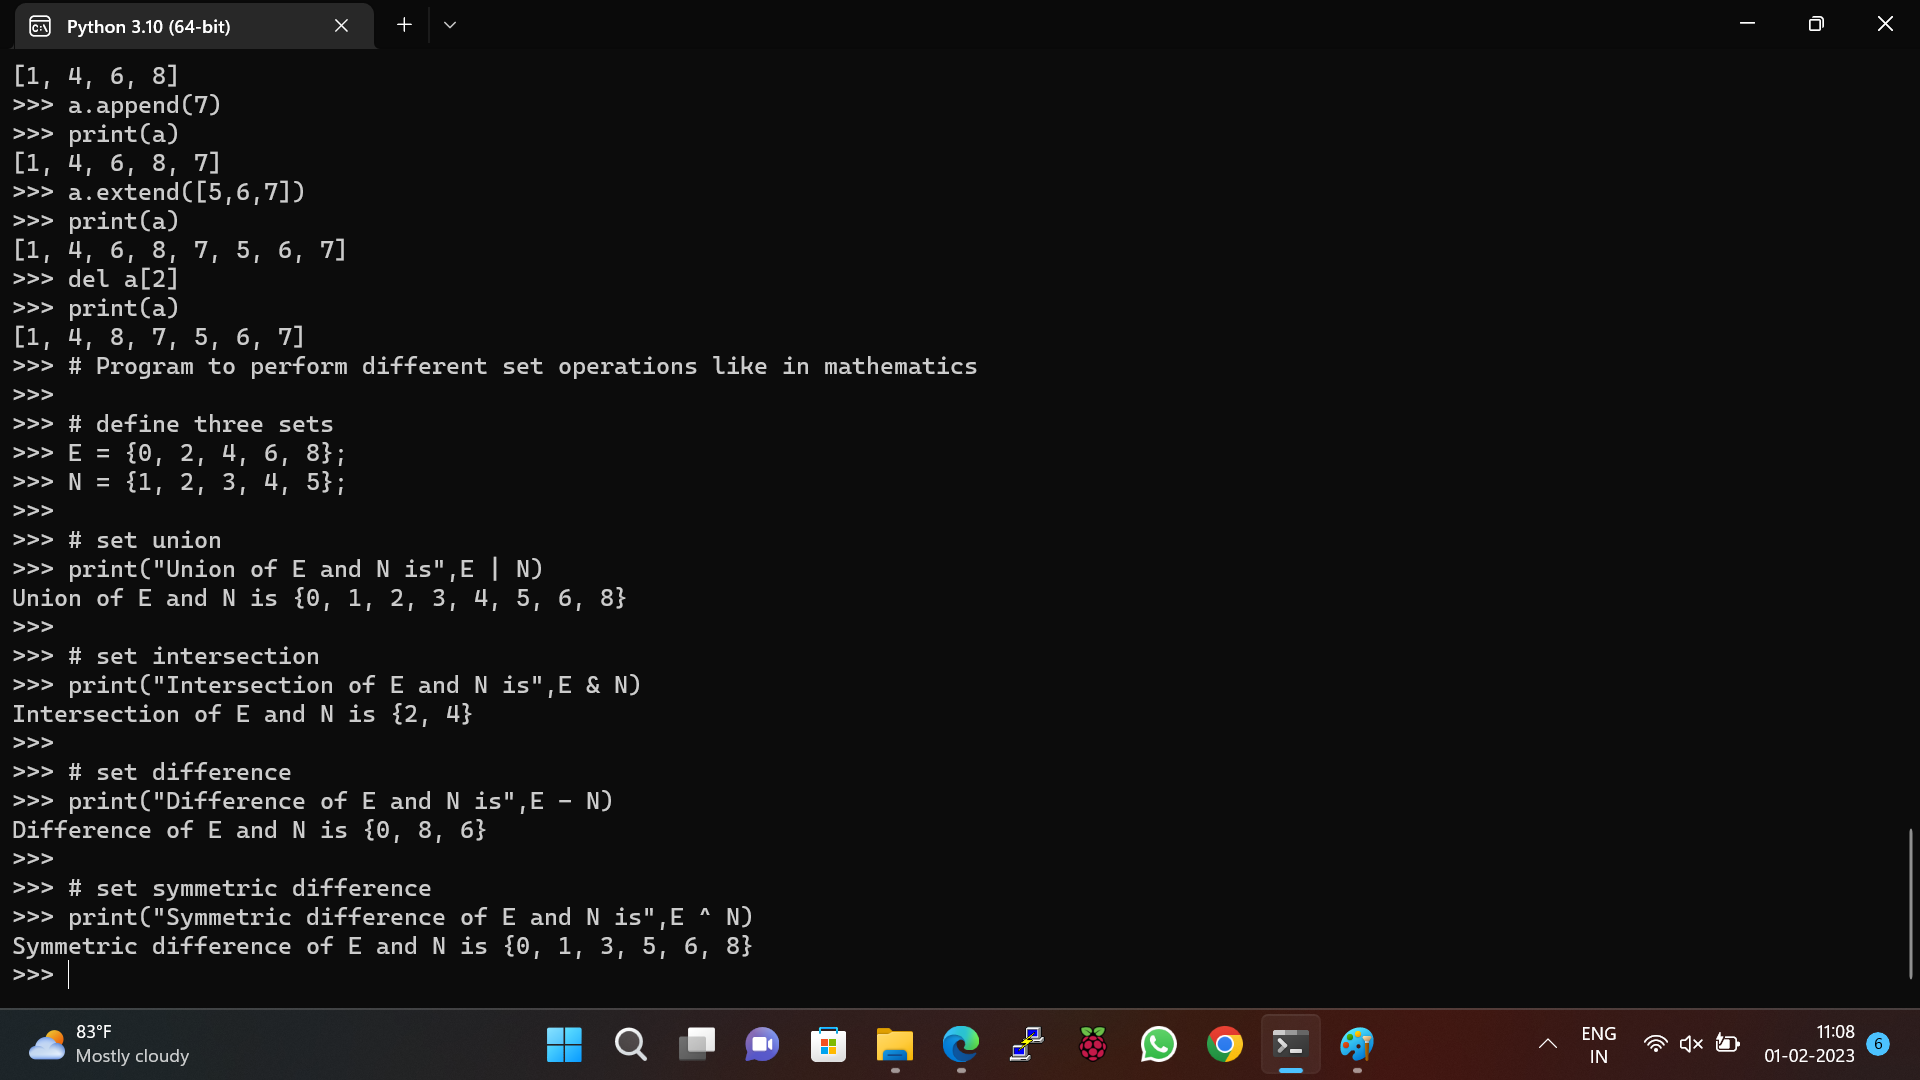 Python 3.10 (64-bit)
[1, 4, 6, 8]
>>> a.append(7)
>>> print(a)
[1, 4, 6, 8, 7]
>>> a.extend([5,6,7])
>>> print(a)
[1, 4, 6, 8, 7, 5, 6, 7]
>>> del a[2]
>>> print(a)
[1, 4, 8, 7, 5, 6, 7]
>>> # Program to perform different set operations like in mathematics
>>>
>>> # define three sets
>>> E = {0, 2, 4, 6, 8};
>>> N = {1, 2, 3, 4, 5};
>>>
>>> # set union
>>> print("Union of E and N is",E | N)
Union of E and N is {0, 1, 2, 3, 4, 5, 6, 8}
>>>
>>> # set intersection
>>> print("Intersection of E and N is",E & N)
Intersection of E and N is {2, 4}
>>>
>>> # set difference
>>> print("Difference of E and N is",E - N)
Difference of E and N is {0, 8, 6}
>>>
>>> # set symmetric difference
>>> print("Symmetric difference of E and N is",E ^ N)
Symmetric difference of E and N is {0, 1, 3, 5, 6, 8}
>>>
83°F
Mostly cloudy
ENG
IN
11:08
01-02-2023
6